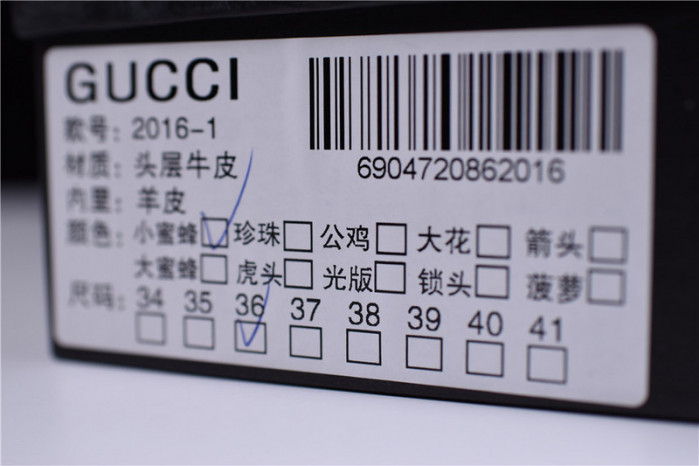 GUCCI
6904720862016
款号: 2016-1
材质: 头层牛皮
内里: 羊皮
颜色: 小蜜蜂 珍珠 公鸡 大花 箭头
大蜜蜂 虎头 光版 锁头 菠萝
尺码: 34 35 36 37 38 39 40 41